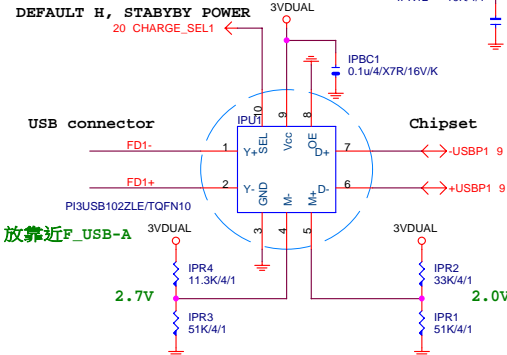 DEFAULT H, STABYBY POWER
3VDUAL
20 CHARGE_SEL1
IPBC1
0.1u/4/X7R/16V/K
USB connector
IPU1
Chipset
10
9
8
SEL
Vcc
OE
FD1-
1
Y+
D+
7
-USBP1 9
FD1+
2
Y-
D-
6
+USBP1 9
GND
M-
M+
PI3USB102ZLE/TQFN10
3
4
5
放靠近F_USB-A
3VDUAL
3VDUAL
IPR4
11.3K/4/1
IPR2
33K/4/1
2.7V
2.0V
IPR3
51K/4/1
IPR1
51K/4/1